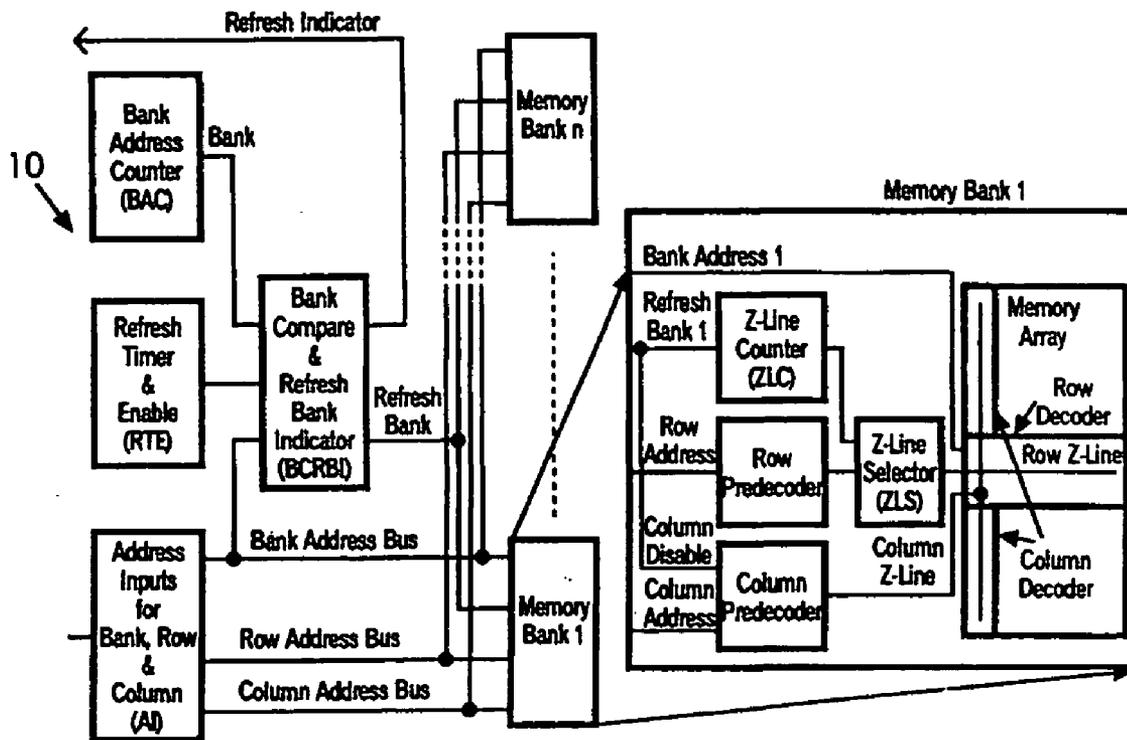 Refresh Indicator
Bank
Address
Counter
(BAC)
Bank
10
Refresh
Timer
&
Enable
(RTE)
Bank
Compare
&
Refresh
Bank
Indicator
(BCRBI)
Refresh
Bank
Address
Inputs
for
Bank, Row
&
Column
(AI)
Bank Address Bus
Row Address Bus
Column Address Bus
Memory
Bank n
Memory
Bank 1
Memory Bank 1
Bank Address 1
Refresh
Bank 1
Z-Line
Counter
(ZLC)
Row
Address
Row
Predecoder
Z-Line
Selector
(ZLS)
Column
Disable
Column
Address
Column
Predecoder
Column
Z-Line
Memory
Array
Row
Decoder
Row Z-Line
Column
Decoder